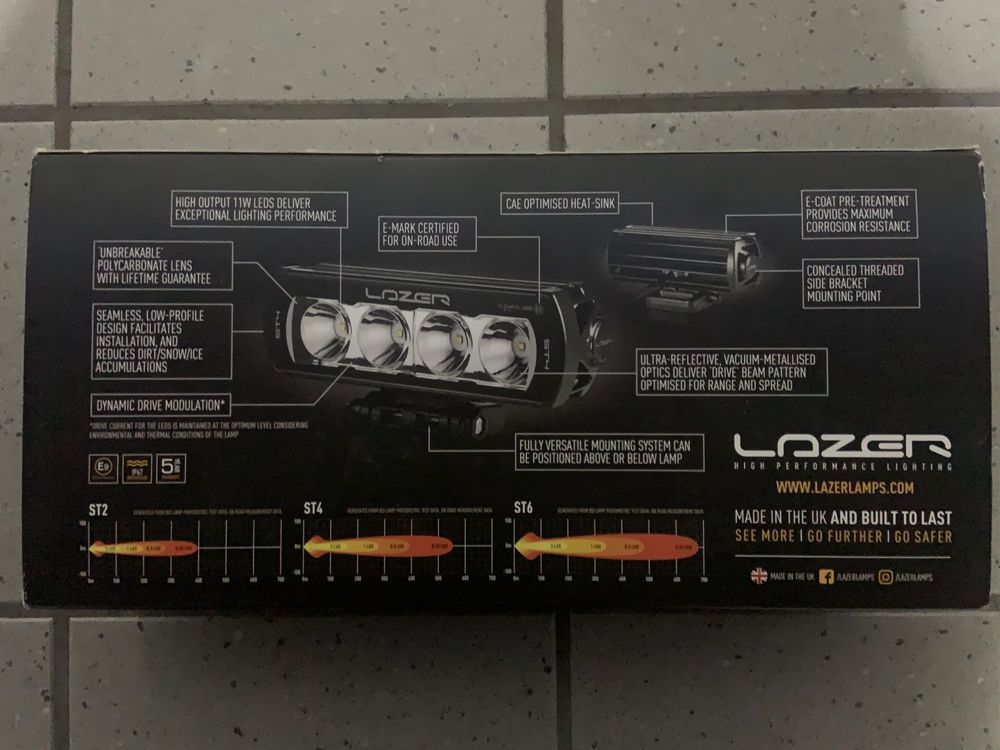 HIGH OUTPUT 11W LEDS DELIVER
EXCEPTIONAL LIGHTING PERFORMANCE
E-MARK CERTIFIED
FOR ON-ROAD USE
CAE OPTIMISED HEAT-SINK
E-COAT PRE-TREATMENT
PROVIDES MAXIMUM
CORROSION RESISTANCE
'UNBREAKABLE'
POLYCARBONATE LENS
WITH LIFETIME GUARANTEE
CONCEALED THREADED
SIDE BRACKET
MOUNTING POINT
SEAMLESS, LOW-PROFILE
DESIGN FACILITATES
INSTALLATION, AND
REDUCES DIRT/SNOW/ICE
ACCUMULATIONS
LAZER
ST4
ST4
ULTRA-REFLECTIVE, VACUUM-METALLISED
OPTICS DELIVER 'DRIVE' BEAM PATTERN
OPTIMISED FOR RANGE AND SPREAD
DYNAMIC DRIVE MODULATION*
*DRIVE CURRENT FOR THE LEDS IS MAINTAINED AT THE OPTIMUM LEVEL CONSIDERING
ENVIRONMENTAL AND THERMAL CONDITIONS OF THE LAMP
FULLY VERSATILE MOUNTING SYSTEM CAN
BE POSITIONED ABOVE OR BELOW LAMP
E9
IP67
5 YEAR
LAZER
HIGH PERFORMANCE LIGHTING
WWW.LAZERLAMPS.COM
MADE IN THE UK AND BUILT TO LAST
SEE MORE | GO FURTHER | GO SAFER
MADE IN THE UK
/LAZERLAMPS
/LAZERLAMPS
ST2
ST4
ST6